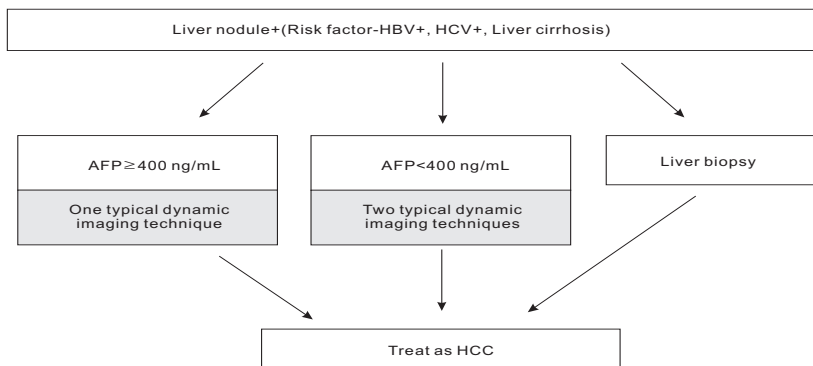 Liver nodule+(Risk factor-HBV+, HCV+, Liver cirrhosis)
AFP≥400 ng/mL
One typical dynamic
imaging technique
AFP<400 ng/mL
Two typical dynamic
imaging techniques
Liver biopsy
Treat as HCC